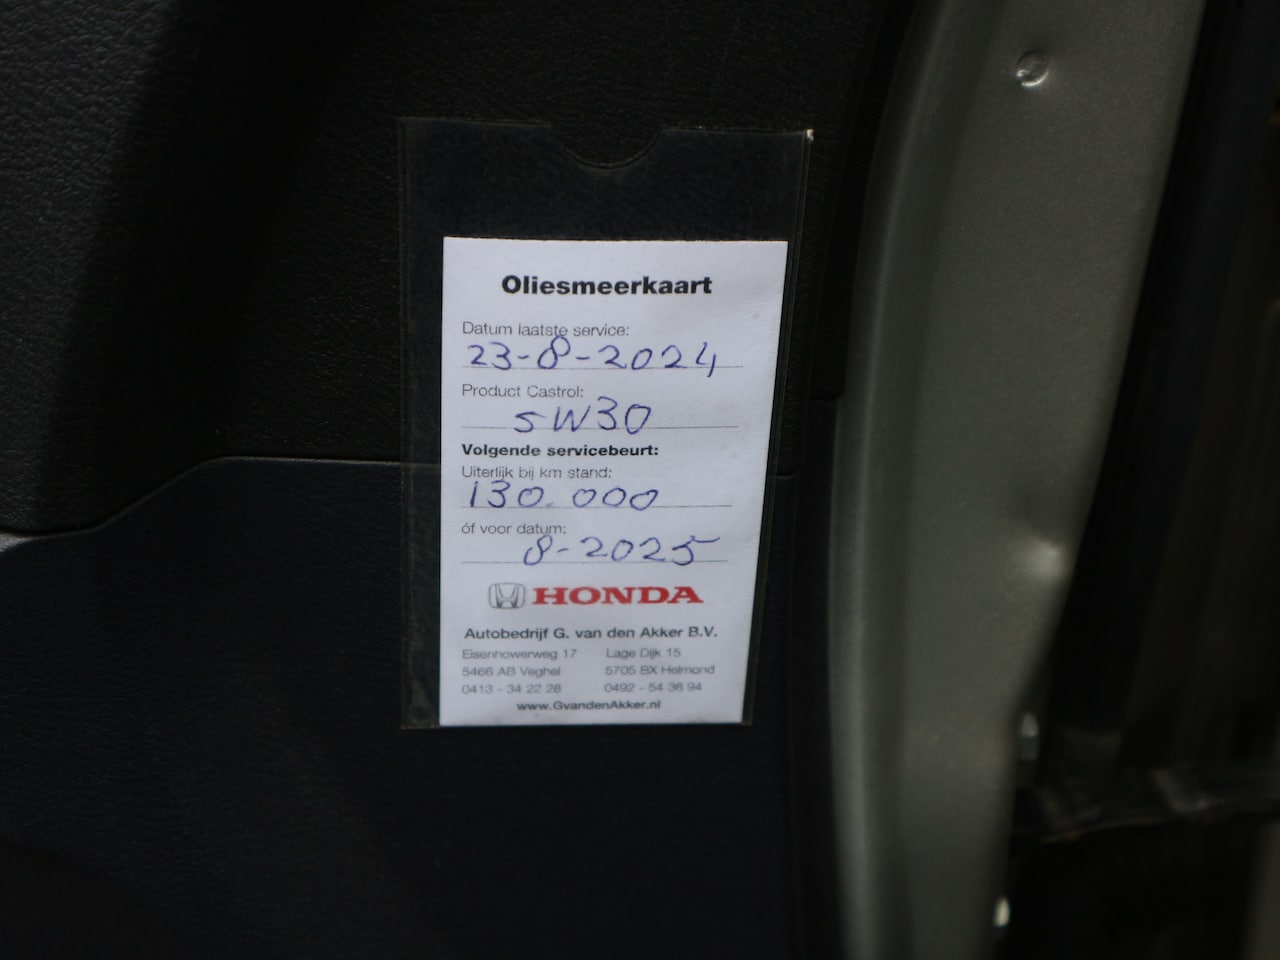 Oliesmeerkaart
Datum laatste service:
23-8-2024
Product Castrol:
5W30
Volgende servicebeurt:
Uiterlijk bij km stand:
130.000
óf voor datum:
8-2025
HONDA
Autobedrijf G. van den Akker B.V.
Eisenhowerweg 17 Lage Dijk 15
5466 AB Veghel 5705 BX Helmond
0413 - 34 22 28 0492 - 54 36 94
www.GvandenAkker.nl